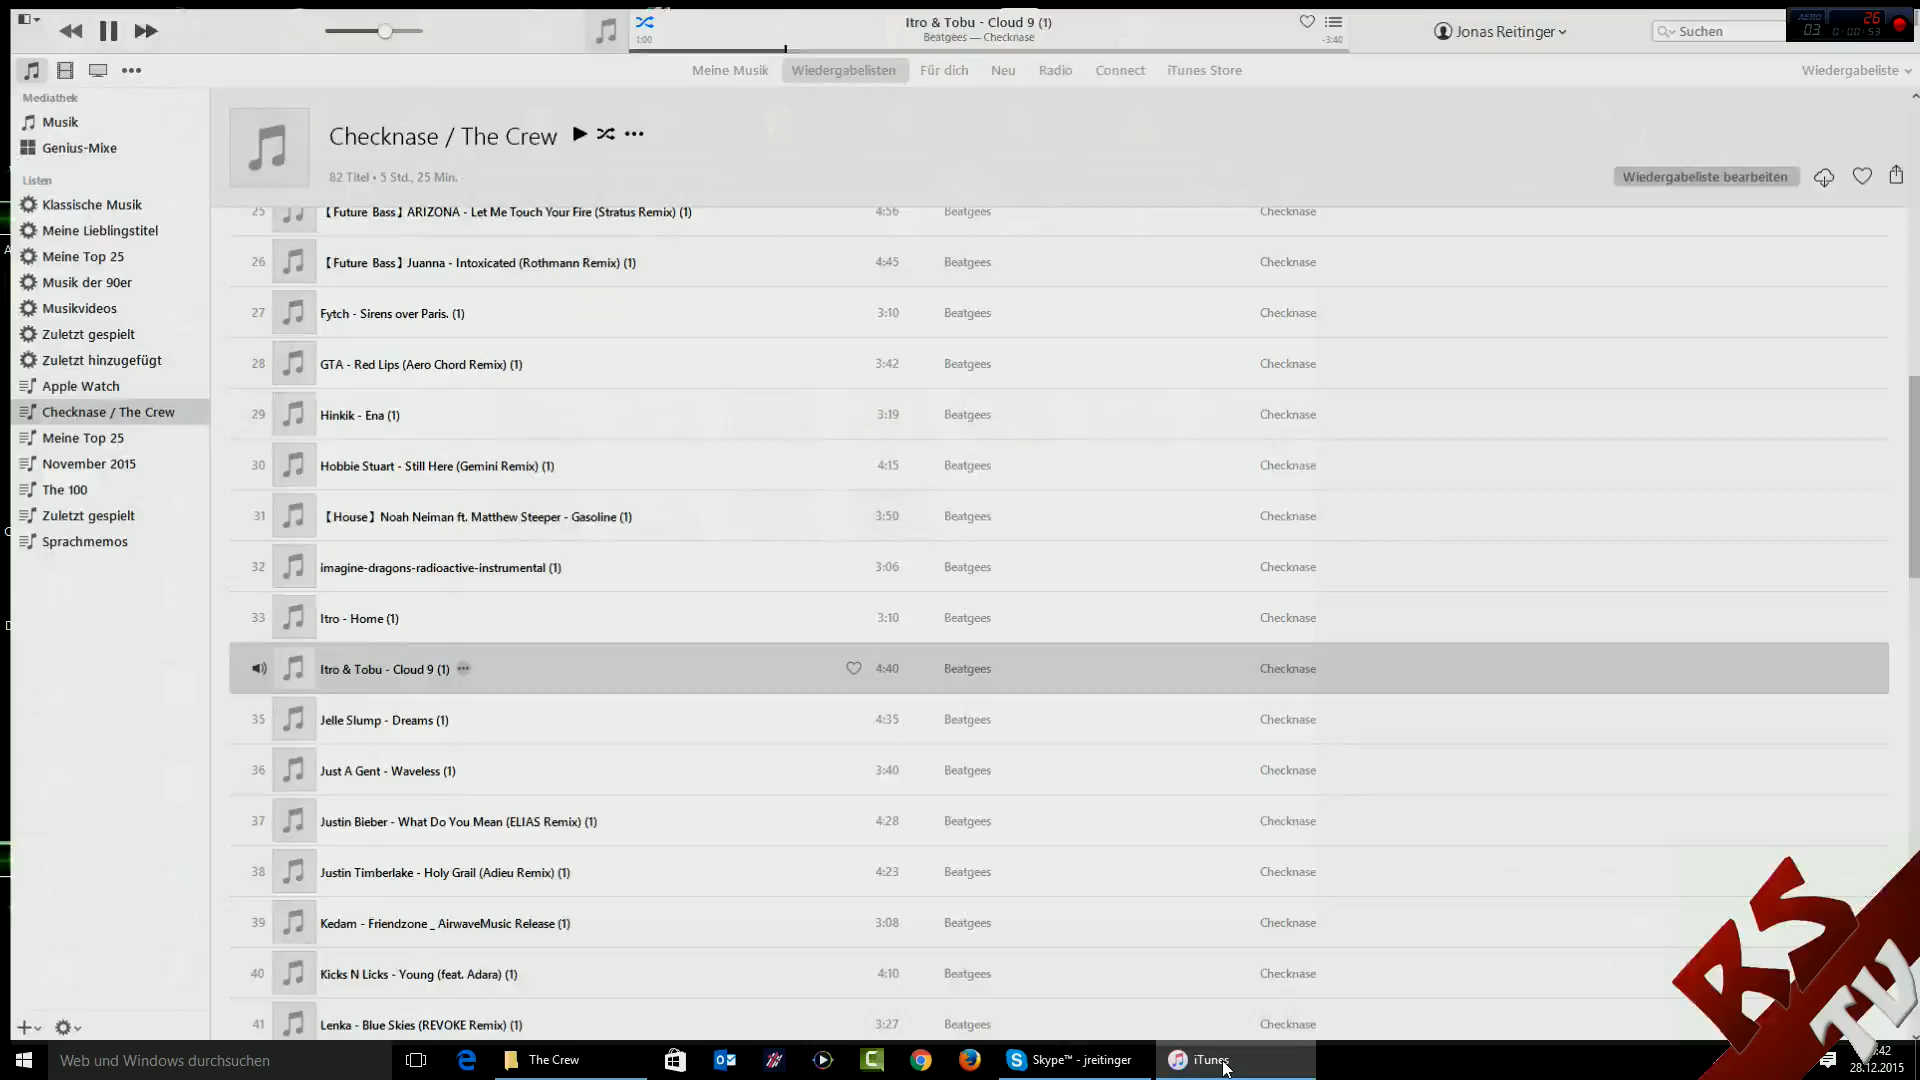 Itro & Tobu - Cloud 9 (1)
Beatgees — Checknase
1:00
-3:40
Jonas Reitinger
Suchen
AERO
03
26
0:00:53
Meine Musik
Wiedergabelisten
Für dich
Neu
Radio
Connect
iTunes Store
Wiedergabeliste
Mediathek
Musik
Genius-Mixe
Listen
Klassische Musik
Meine Lieblingstitel
Meine Top 25
Musik der 90er
Musikvideos
Zuletzt gespielt
Zuletzt hinzugefügt
Apple Watch
Checknase / The Crew
Meine Top 25
November 2015
The 100
Zuletzt gespielt
Sprachmemos
Checknase / The Crew
82 Titel • 5 Std., 25 Min.
Wiedergabeliste bearbeiten
25 【Future Bass】ARIZONA - Let Me Touch Your Fire (Stratus Remix) (1) 4:56 Beatgees Checknase
26 【Future Bass】Juanna - Intoxicated (Rothmann Remix) (1) 4:45 Beatgees Checknase
27 Fytch - Sirens over Paris. (1) 3:10 Beatgees Checknase
28 GTA - Red Lips (Aero Chord Remix) (1) 3:42 Beatgees Checknase
29 Hinkik - Ena (1) 3:19 Beatgees Checknase
30 Hobbie Stuart - Still Here (Gemini Remix) (1) 4:15 Beatgees Checknase
31 【House】Noah Neiman ft. Matthew Steeper - Gasoline (1) 3:50 Beatgees Checknase
32 imagine-dragons-radioactive-instrumental (1) 3:06 Beatgees Checknase
33 Itro - Home (1) 3:10 Beatgees Checknase
Itro & Tobu - Cloud 9 (1) 4:40 Beatgees Checknase
35 Jelle Slump - Dreams (1) 4:35 Beatgees Checknase
36 Just A Gent - Waveless (1) 3:40 Beatgees Checknase
37 Justin Bieber - What Do You Mean (ELIAS Remix) (1) 4:28 Beatgees Checknase
38 Justin Timberlake - Holy Grail (Adieu Remix) (1) 4:23 Beatgees Checknase
39 Kedam - Friendzone _ AirwaveMusic Release (1) 3:08 Beatgees Checknase
40 Kicks N Licks - Young (feat. Adara) (1) 4:10 Beatgees Checknase
41 Lenka - Blue Skies (REVOKE Remix) (1) 3:27 Beatgees Checknase
RS
TV
Web und Windows durchsuchen
The Crew
Skype™ - jreitinger
iTunes
:42
28.12.2015